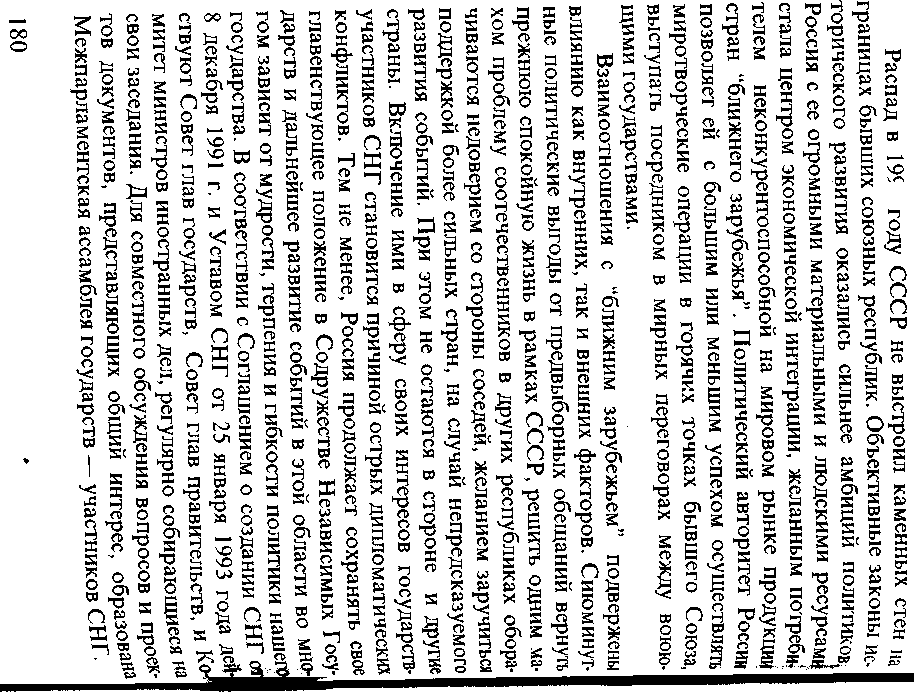 Распад в 199 году СССР не выстроил каменных стен на
границах бывших союзных республик. Объективные законы ис-
торического развития оказались сильнее амбиций политиков.
Россия с ее огромными материальными и людскими ресурсами
стала центром экономической интеграции, желанным потреби-
телем неконкурентоспособной на мировом рынке продукции
стран “ближнего зарубежья”. Политический авторитет России
позволяет ей с большим или меньшим успехом осуществлять
миротворческие операции в горячих точках бывшего Союза,
выступать посредником в мирных переговорах между воюю-
щими государствами.
Взаимоотношения с “ближним зарубежьем” подвержены
влиянию как внутренних, так и внешних факторов. Сиюминут-
ные политические выгоды от предвыборных обещаний вернуть
прежнюю спокойную жизнь в рамках СССР, решить одним ма-
хом проблему соотечественников в других республиках обора-
чиваются недоверием со стороны соседей, желанием заручиться
поддержкой более сильных стран, на случай непредсказуемого
развития событий. При этом не остаются в стороне и другие
страны. Включение ими в сферу своих интересов государств-
участников СНГ становится причиной острых дипломатических
конфликтов. Тем не менее, Россия продолжает сохранять свое
главенствующее положение в Содружестве Независимых Госу-
дарств и дальнейшее развитие событий в этой области во мно-
гом зависит от мудрости, терпения и гибкости политики нашего
государства. В соответствии с Соглашением о создании СНГ от
8 декабря 1991 г. и Уставом СНГ от 25 января 1993 года дей-
ствуют Совет глав государств, Совет глав правительств, и Ко-
митет министров иностранных дел, регулярно собирающиеся на
свои заседания. Для совместного обсуждения вопросов и проек-
тов документов, представляющих общий интерес, образована
Межпарламентская ассамблея государств — участников СНГ.
180